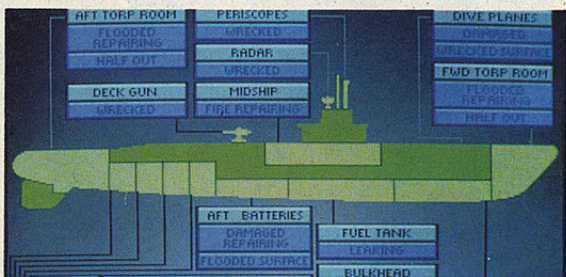 AFT TORP ROOM
FLOODED
REPAIRING
HALF OUT
PERISCOPES
WRECKED
RADAR
WRECKED
DECK GUN
WRECKED
MIDSHIP
FIRE REPAIRING
DIVE PLANES
DAMAGED
WRECKED SURFACE
FWD TORP ROOM
FLOODED
REPAIRING
HALF OUT
AFT BATTERIES
DAMAGED
REPAIRING
FLOODED SURFACE
FUEL TANK
LEAKING
BULKHEAD